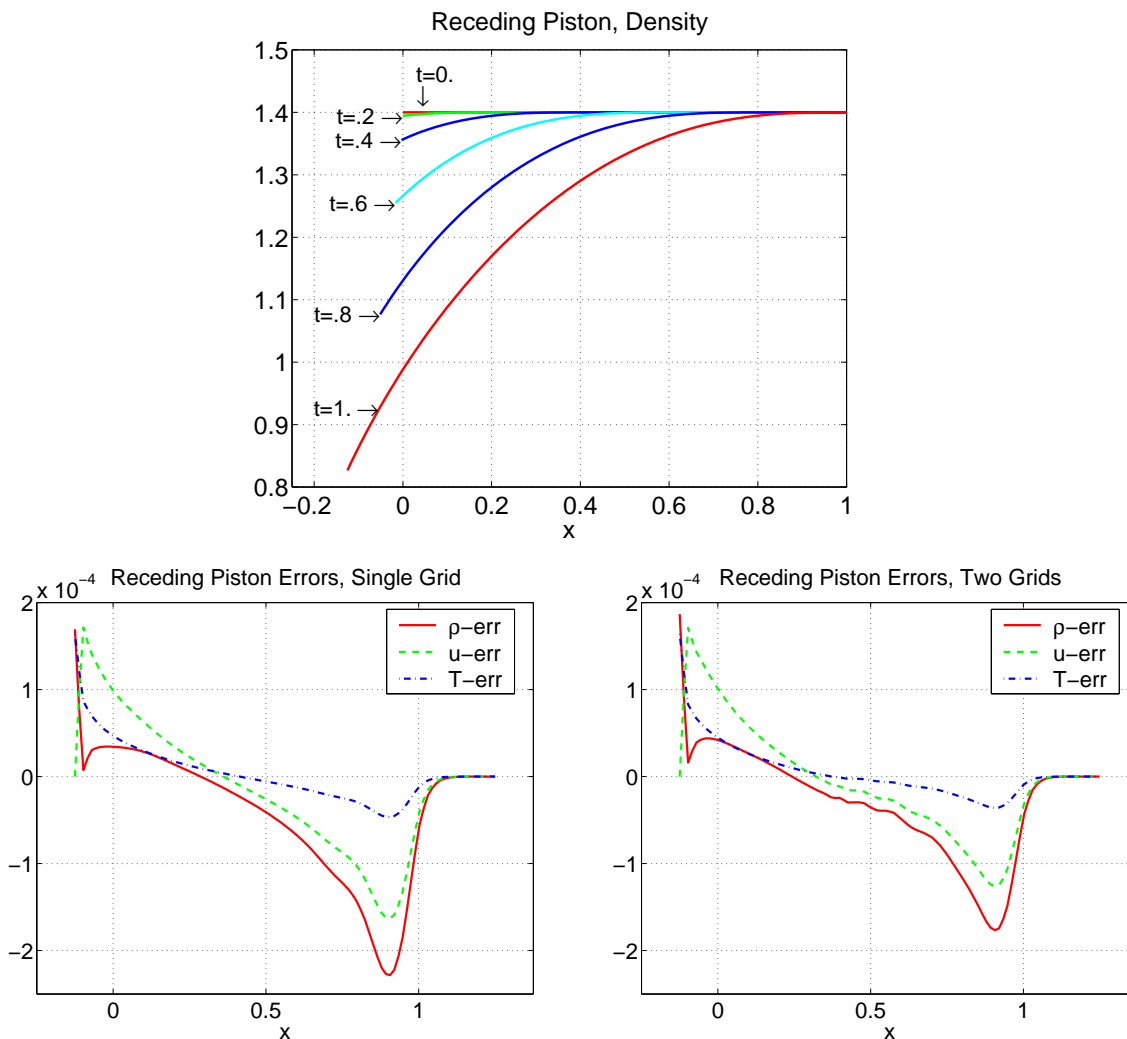 Receding Piston, Density
1.5
1.4
1.3
1.2
1.1
1
0.9
0.8
t=0.
t=.2
t=.4
t=.6
t=.8
t=1.
−0.2 0 0.2 0.4 0.6 0.8 1
x
x 10−4 Receding Piston Errors, Single Grid
2
1
0
−1
−2
ρ−err
u−err
T−err
0 0.5 1
x
x 10−4 Receding Piston Errors, Two Grids
2
1
0
−1
−2
ρ−err
u−err
T−err
0 0.5 1
x